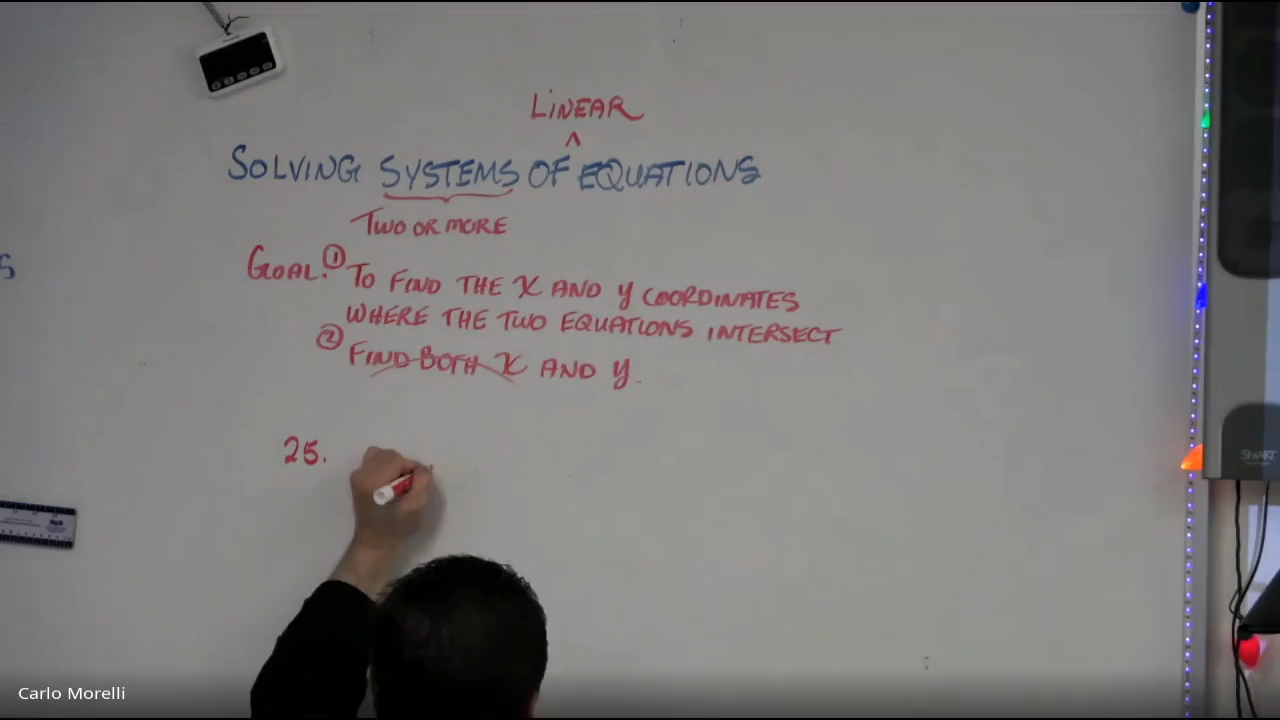 LINEAR
^
SOLVING SYSTEMS OF EQUATIONS
TWO OR MORE
GOAL: ① TO FIND THE X AND Y COORDINATES
WHERE THE TWO EQUATIONS INTERSECT
② FIND BOTH X AND Y.
25.
SMART
Carlo Morelli